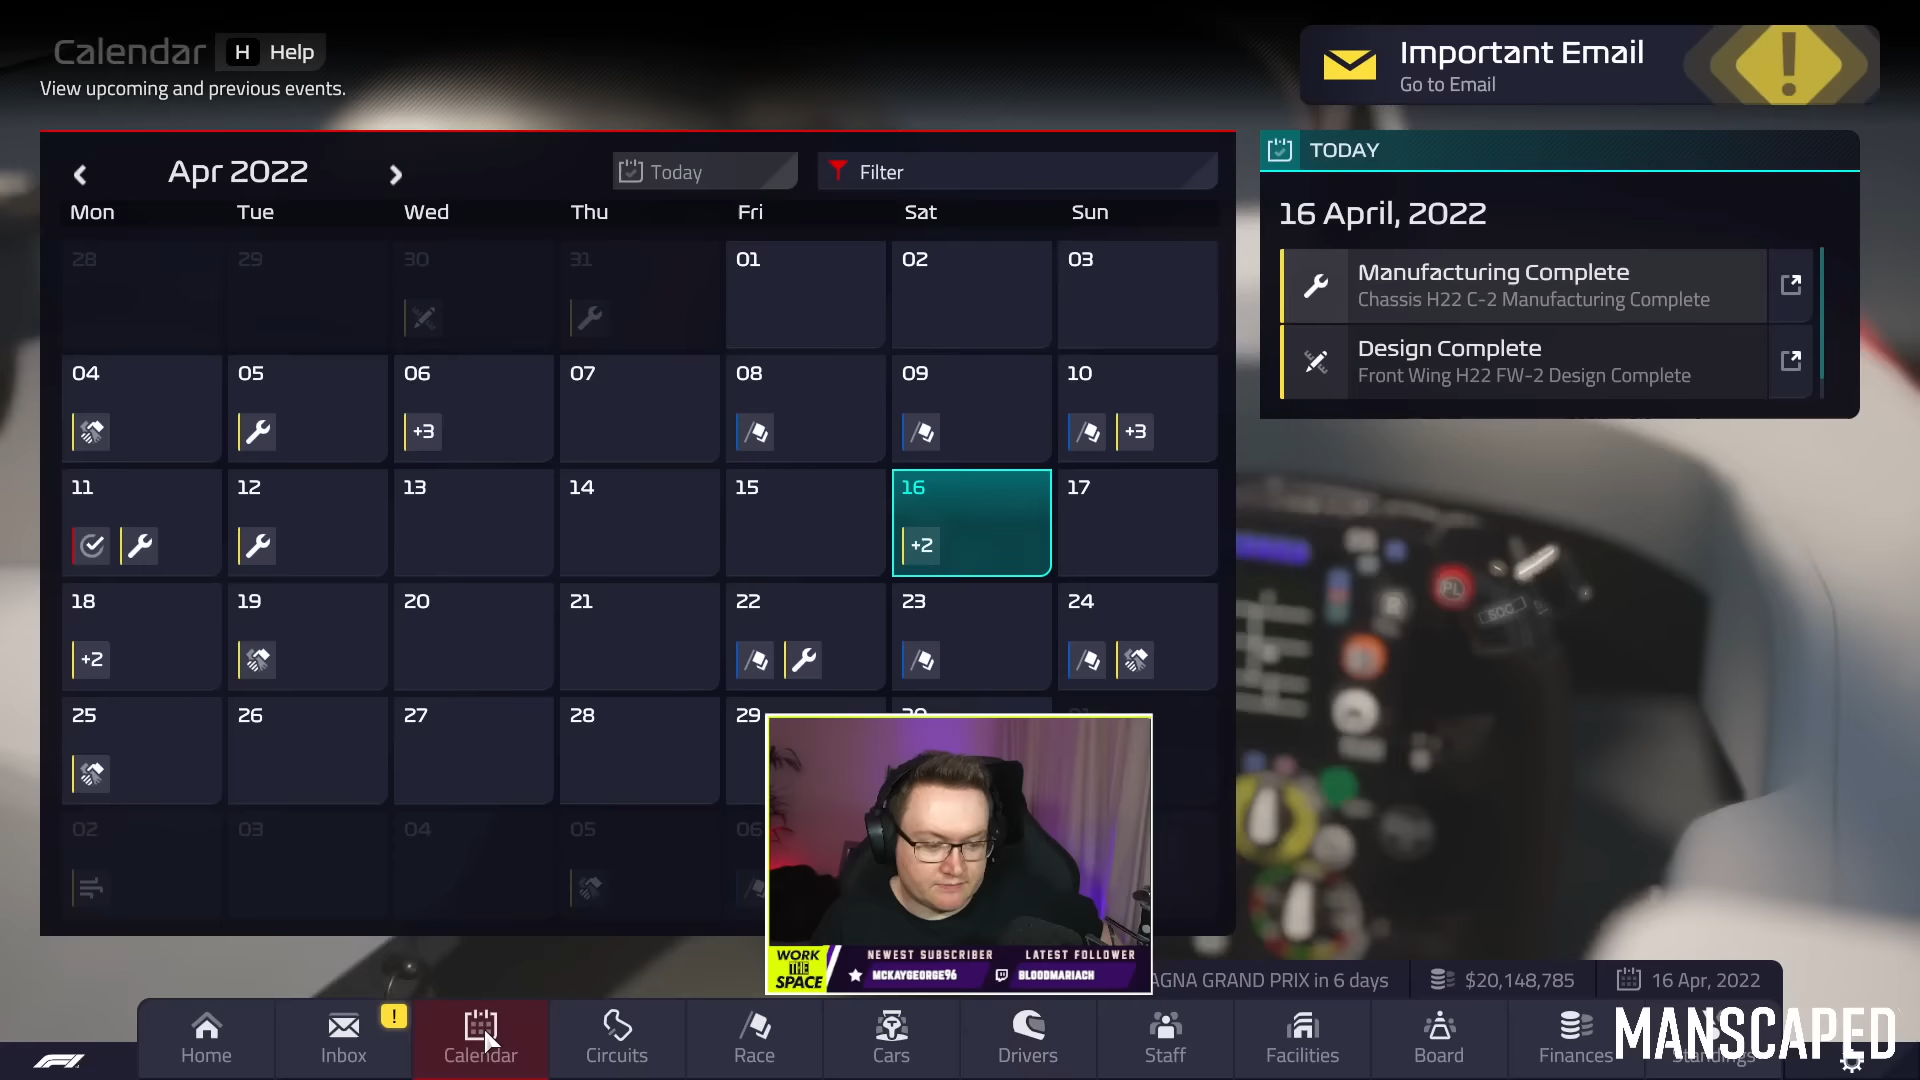 Calendar H Help
View upcoming and previous events.
Important Email
Go to Email
Apr 2022
Today
Filter
Mon Tue Wed Thu Fri Sat Sun
28 29 30 31 01 02 03
04 05 06 07 08 09 10
+3 +3
11 12 13 14 15 16 17
+2
18 19 20 21 22 23 24
+2
25 26 27 28 29
02 03 04 05 06
TODAY
16 April, 2022
Manufacturing Complete
Chassis H22 C-2 Manufacturing Complete
Design Complete
Front Wing H22 FW-2 Design Complete
PL
SOC
R
WORK THE SPACE
NEWEST SUBSCRIBER LATEST FOLLOWER
MCKAYGEORGE96 BLOODMARIACH
AGNA GRAND PRIX in 6 days $20,148,785 16 Apr, 2022
Home Inbox ! Calendar Circuits Race Cars Drivers Staff Facilities Board Finances Standings
MANSCAPED